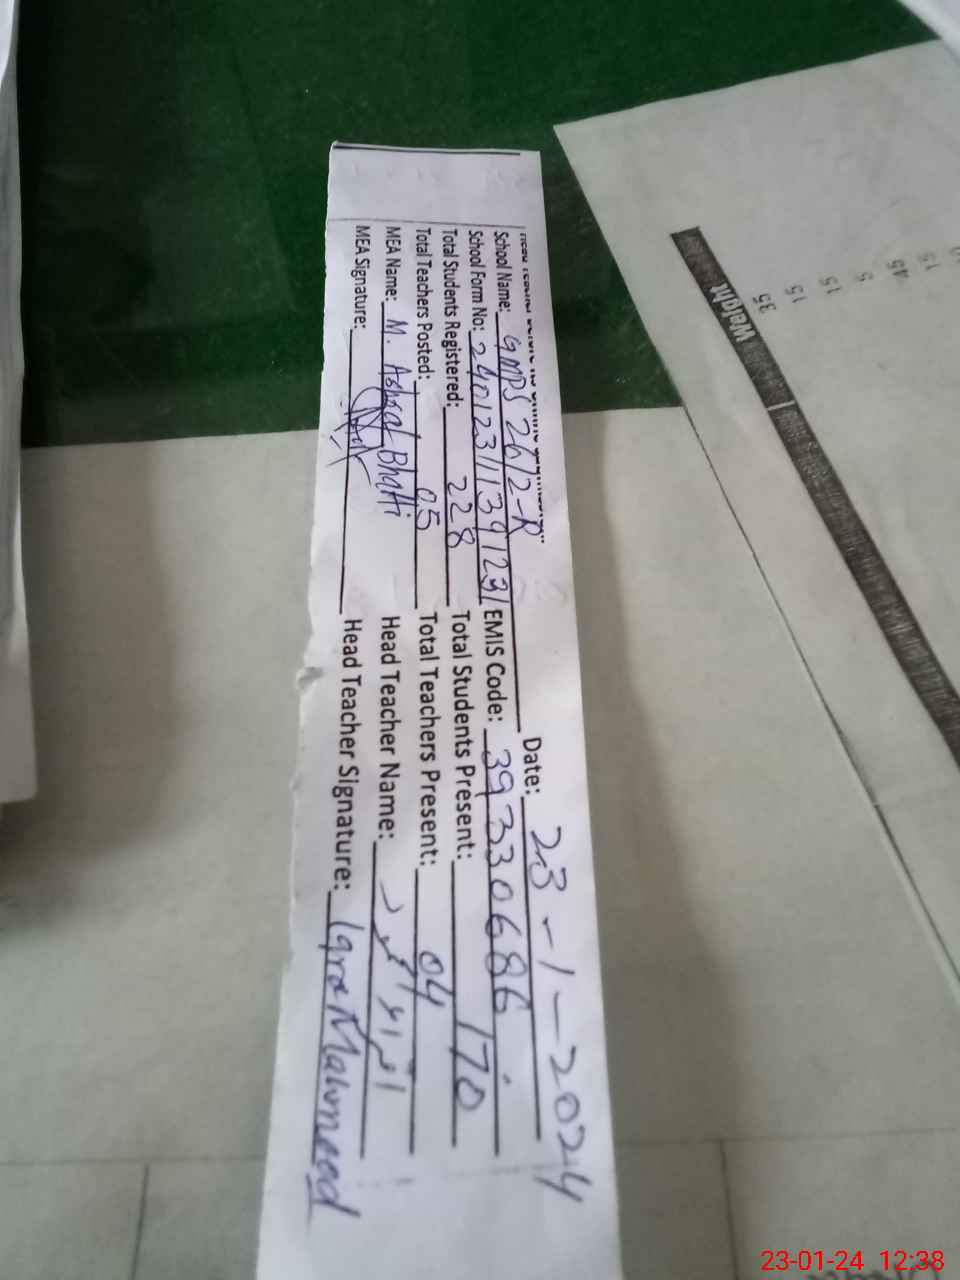 School Name: GMPS 26/2-R Date: 23-1-2024
School Form No: 2401231139123 EMIS Code: 39330686
Total Students Registered: 228 Total Students Present: 170
Total Teachers Posted: 05 Total Teachers Present: 04
MEA Name: M. Ashraf Bhatti Head Teacher Name: اقراء محمود
MEA Signature: Head Teacher Signature: Iqra Mahmood
Weight
35
15
15
5
45
15
23-01-24 12:38